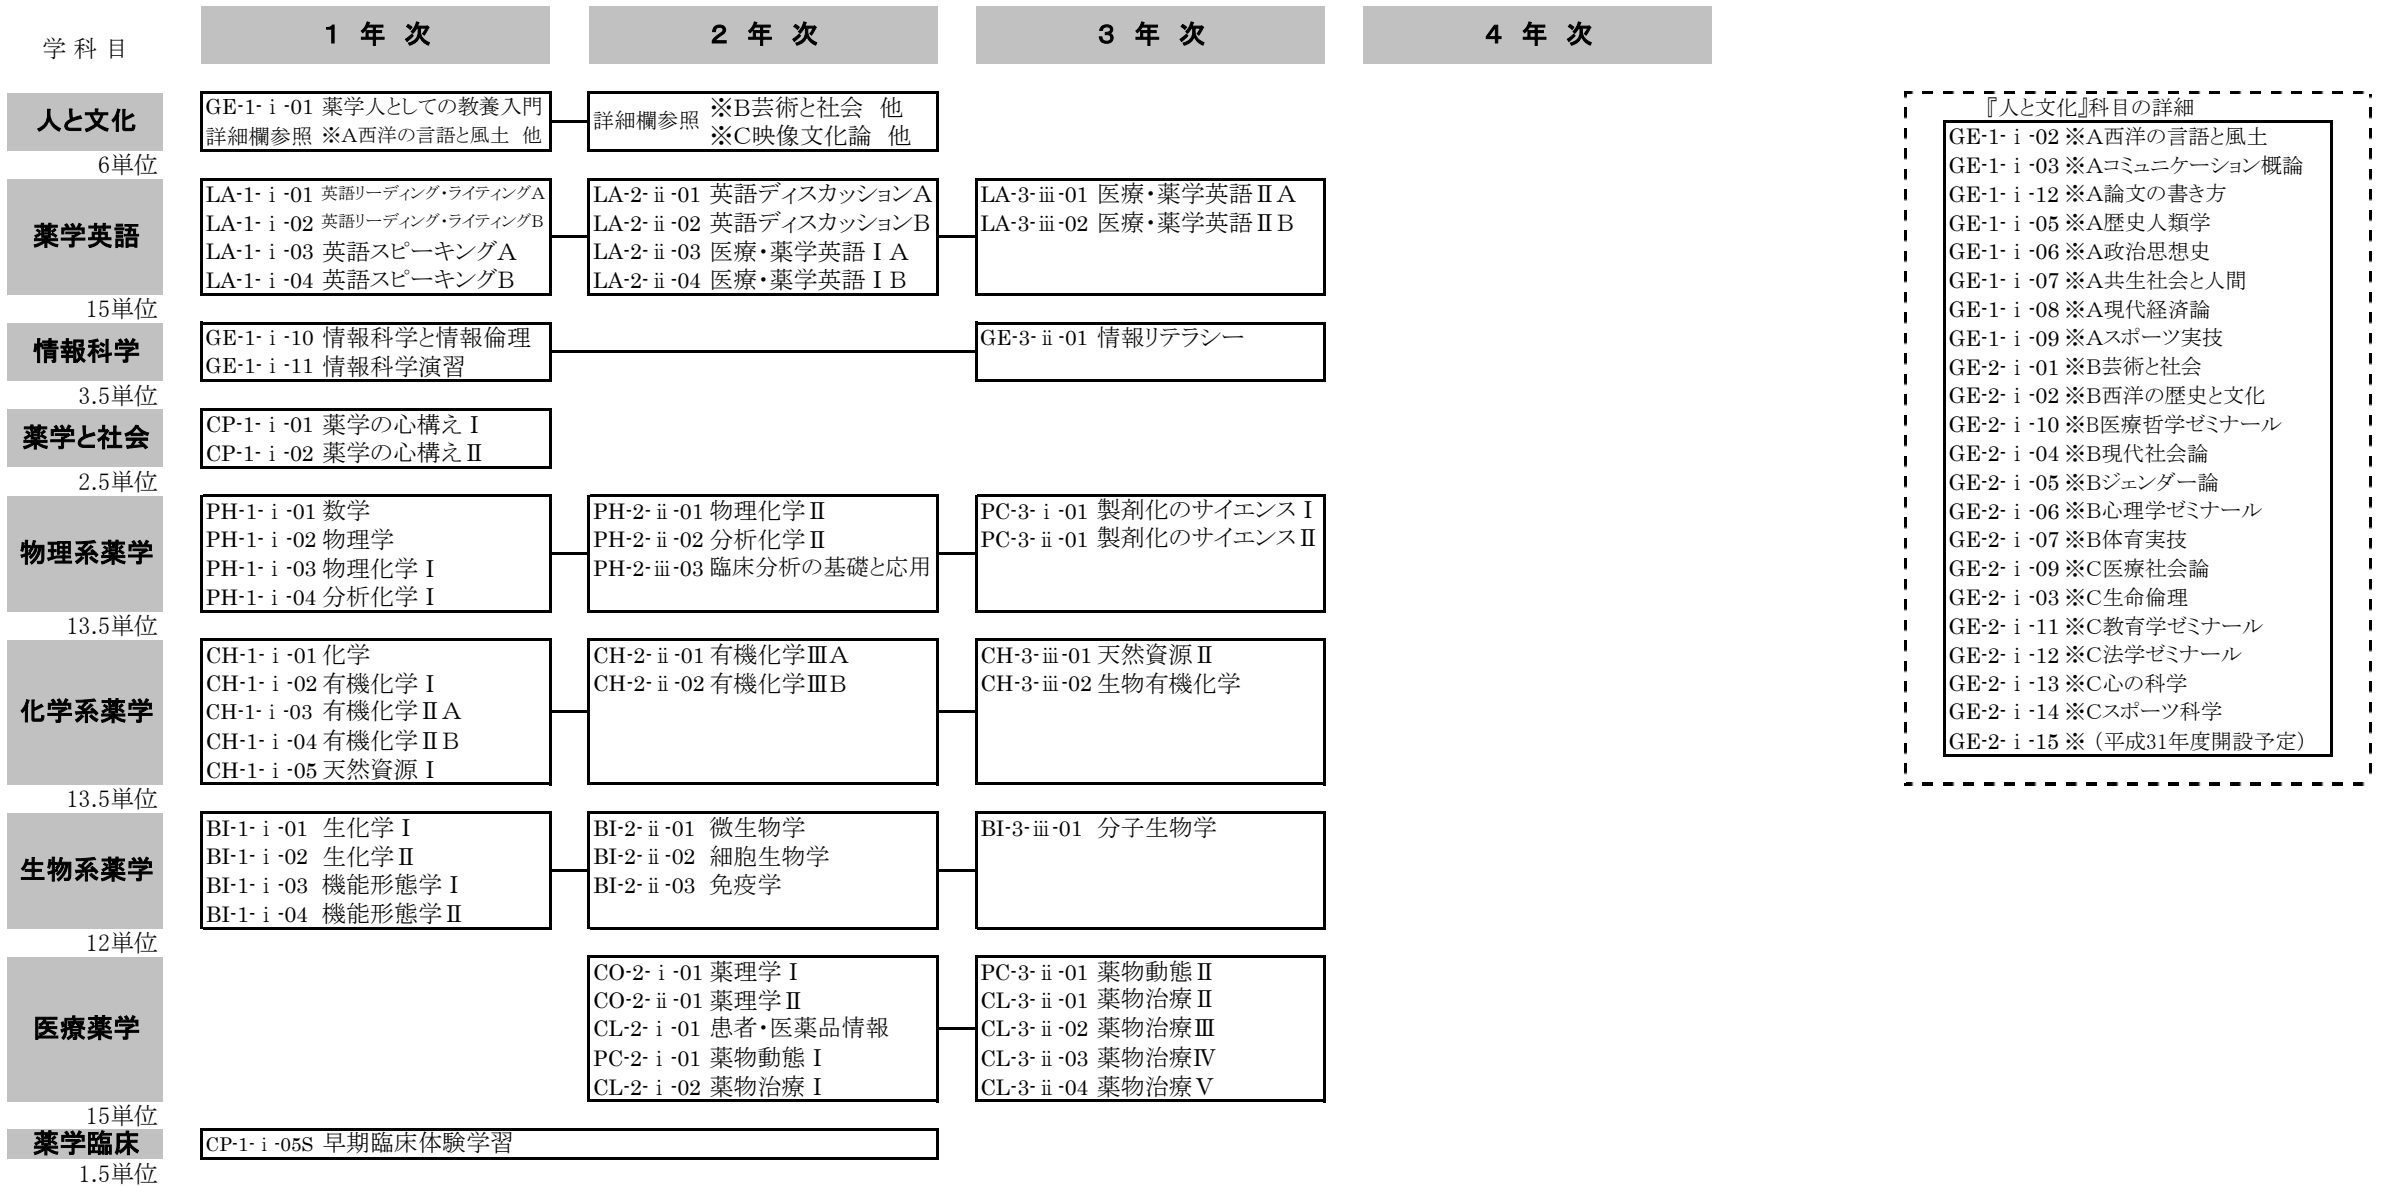 学 科 目
１ 年 次
２ 年 次
３ 年 次
４ 年 次
人と文化
GE-1-ⅰ-01 薬学人としての教養入門
詳細欄参照 ※A西洋の言語と風土 他
詳細欄参照 ※B芸術と社会 他
※C映像文化論 他
6単位
薬学英語
LA-1-ⅰ-01 英語リーディング・ライティングA
LA-1-ⅰ-02 英語リーディング・ライティングB
LA-1-ⅰ-03 英語スピーキングA
LA-1-ⅰ-04 英語スピーキングB
LA-2-ⅱ-01 英語ディスカッションA
LA-2-ⅱ-02 英語ディスカッションB
LA-2-ⅱ-03 医療・薬学英語ⅠA
LA-2-ⅱ-04 医療・薬学英語ⅠB
LA-3-ⅲ-01 医療・薬学英語ⅡA
LA-3-ⅲ-02 医療・薬学英語ⅡB
15単位
情報科学
GE-1-ⅰ-10 情報科学と情報倫理
GE-1-ⅰ-11 情報科学演習
GE-3-ⅱ-01 情報リテラシー
3.5単位
薬学と社会
CP-1-ⅰ-01 薬学の心構えⅠ
CP-1-ⅰ-02 薬学の心構えⅡ
2.5単位
物理系薬学
PH-1-ⅰ-01 数学
PH-1-ⅰ-02 物理学
PH-1-ⅰ-03 物理化学Ⅰ
PH-1-ⅰ-04 分析化学Ⅰ
PH-2-ⅱ-01 物理化学Ⅱ
PH-2-ⅱ-02 分析化学Ⅱ
PH-2-ⅲ-03 臨床分析の基礎と応用
PC-3-ⅰ-01 製剤化のサイエンスⅠ
PC-3-ⅱ-01 製剤化のサイエンスⅡ
13.5単位
化学系薬学
CH-1-ⅰ-01 化学
CH-1-ⅰ-02 有機化学Ⅰ
CH-1-ⅰ-03 有機化学ⅡA
CH-1-ⅰ-04 有機化学ⅡB
CH-1-ⅰ-05 天然資源Ⅰ
CH-2-ⅱ-01 有機化学ⅢA
CH-2-ⅱ-02 有機化学ⅢB
CH-3-ⅲ-01 天然資源Ⅱ
CH-3-ⅲ-02 生物有機化学
13.5単位
生物系薬学
BI-1-ⅰ-01 生化学Ⅰ
BI-1-ⅰ-02 生化学Ⅱ
BI-1-ⅰ-03 機能形態学Ⅰ
BI-1-ⅰ-04 機能形態学Ⅱ
BI-2-ⅱ-01 微生物学
BI-2-ⅱ-02 細胞生物学
BI-2-ⅱ-03 免疫学
BI-3-ⅲ-01 分子生物学
12単位
医療薬学
CO-2-ⅰ-01 薬理学Ⅰ
CO-2-ⅱ-01 薬理学Ⅱ
CL-2-ⅰ-01 患者・医薬品情報
PC-2-ⅰ-01 薬物動態Ⅰ
CL-2-ⅰ-02 薬物治療Ⅰ
PC-3-ⅱ-01 薬物動態Ⅱ
CL-3-ⅱ-01 薬物治療Ⅱ
CL-3-ⅱ-02 薬物治療Ⅲ
CL-3-ⅱ-03 薬物治療Ⅳ
CL-3-ⅱ-04 薬物治療Ⅴ
15単位
薬学臨床
CP-1-ⅰ-05S 早期臨床体験学習
1.5単位
『人と文化』科目の詳細
GE-1-ⅰ-02 ※A西洋の言語と風土
GE-1-ⅰ-03 ※Aコミュニケーション概論
GE-1-ⅰ-12 ※A論文の書き方
GE-1-ⅰ-05 ※A歴史人類学
GE-1-ⅰ-06 ※A政治思想史
GE-1-ⅰ-07 ※A共生社会と人間
GE-1-ⅰ-08 ※A現代経済論
GE-1-ⅰ-09 ※Aスポーツ実技
GE-2-ⅰ-01 ※B芸術と社会
GE-2-ⅰ-02 ※B西洋の歴史と文化
GE-2-ⅰ-10 ※B医療哲学ゼミナール
GE-2-ⅰ-04 ※B現代社会論
GE-2-ⅰ-05 ※Bジェンダー論
GE-2-ⅰ-06 ※B心理学ゼミナール
GE-2-ⅰ-07 ※B体育実技
GE-2-ⅰ-09 ※C医療社会論
GE-2-ⅰ-03 ※C生命倫理
GE-2-ⅰ-11 ※C教育学ゼミナール
GE-2-ⅰ-12 ※C法学ゼミナール
GE-2-ⅰ-13 ※C心の科学
GE-2-ⅰ-14 ※Cスポーツ科学
GE-2-ⅰ-15 ※（平成31年度開設予定）